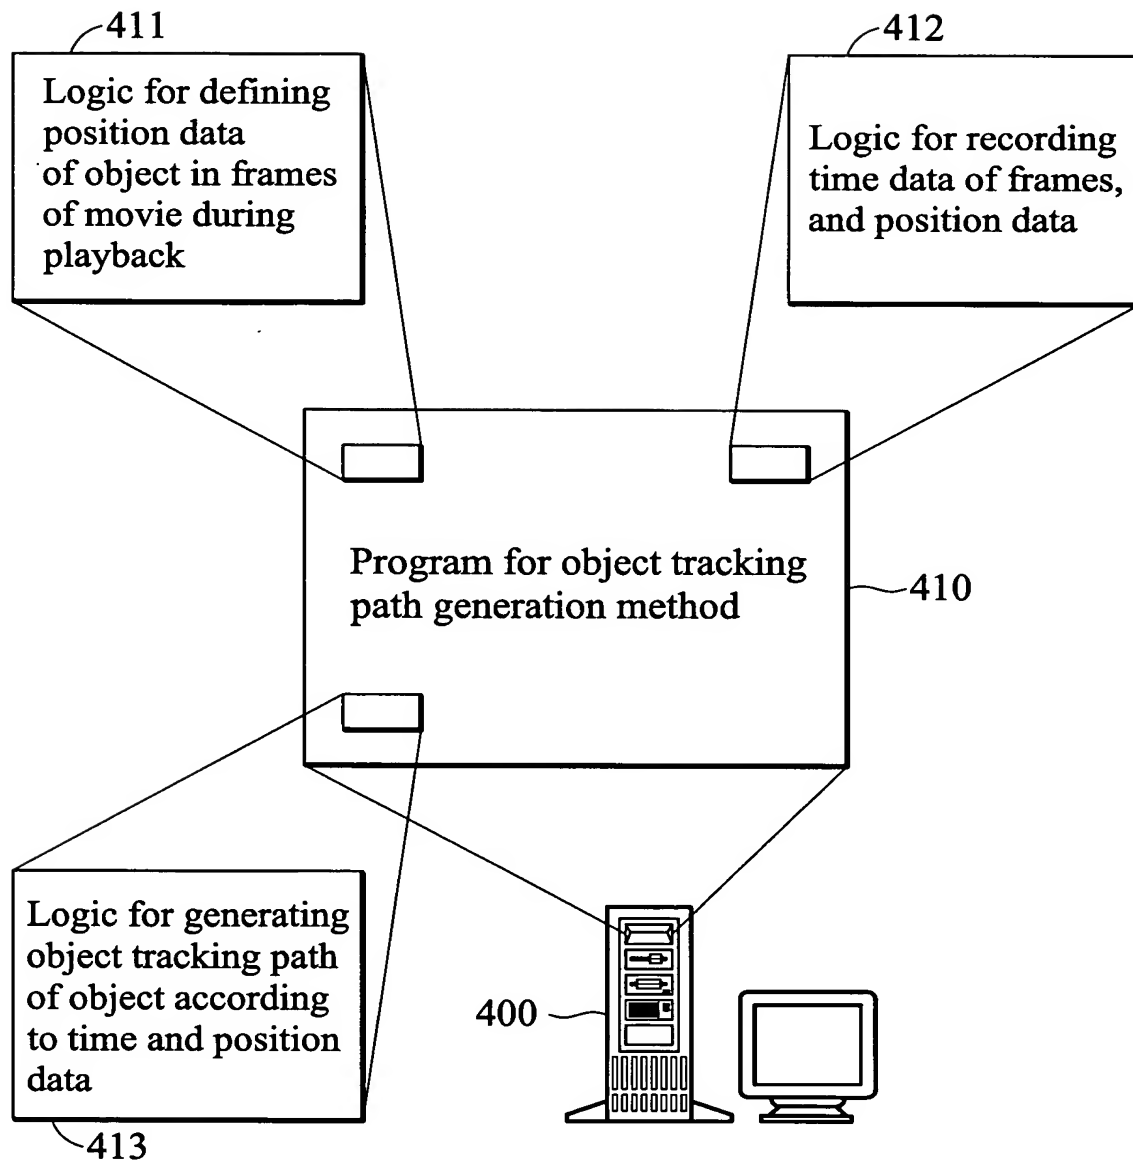 411
Logic for defining
position data
of object in frames
of movie during
playback
412
Logic for recording
time data of frames,
and position data
Program for object tracking
path generation method
410
Logic for generating
object tracking path
of object according
to time and position
data
413
400